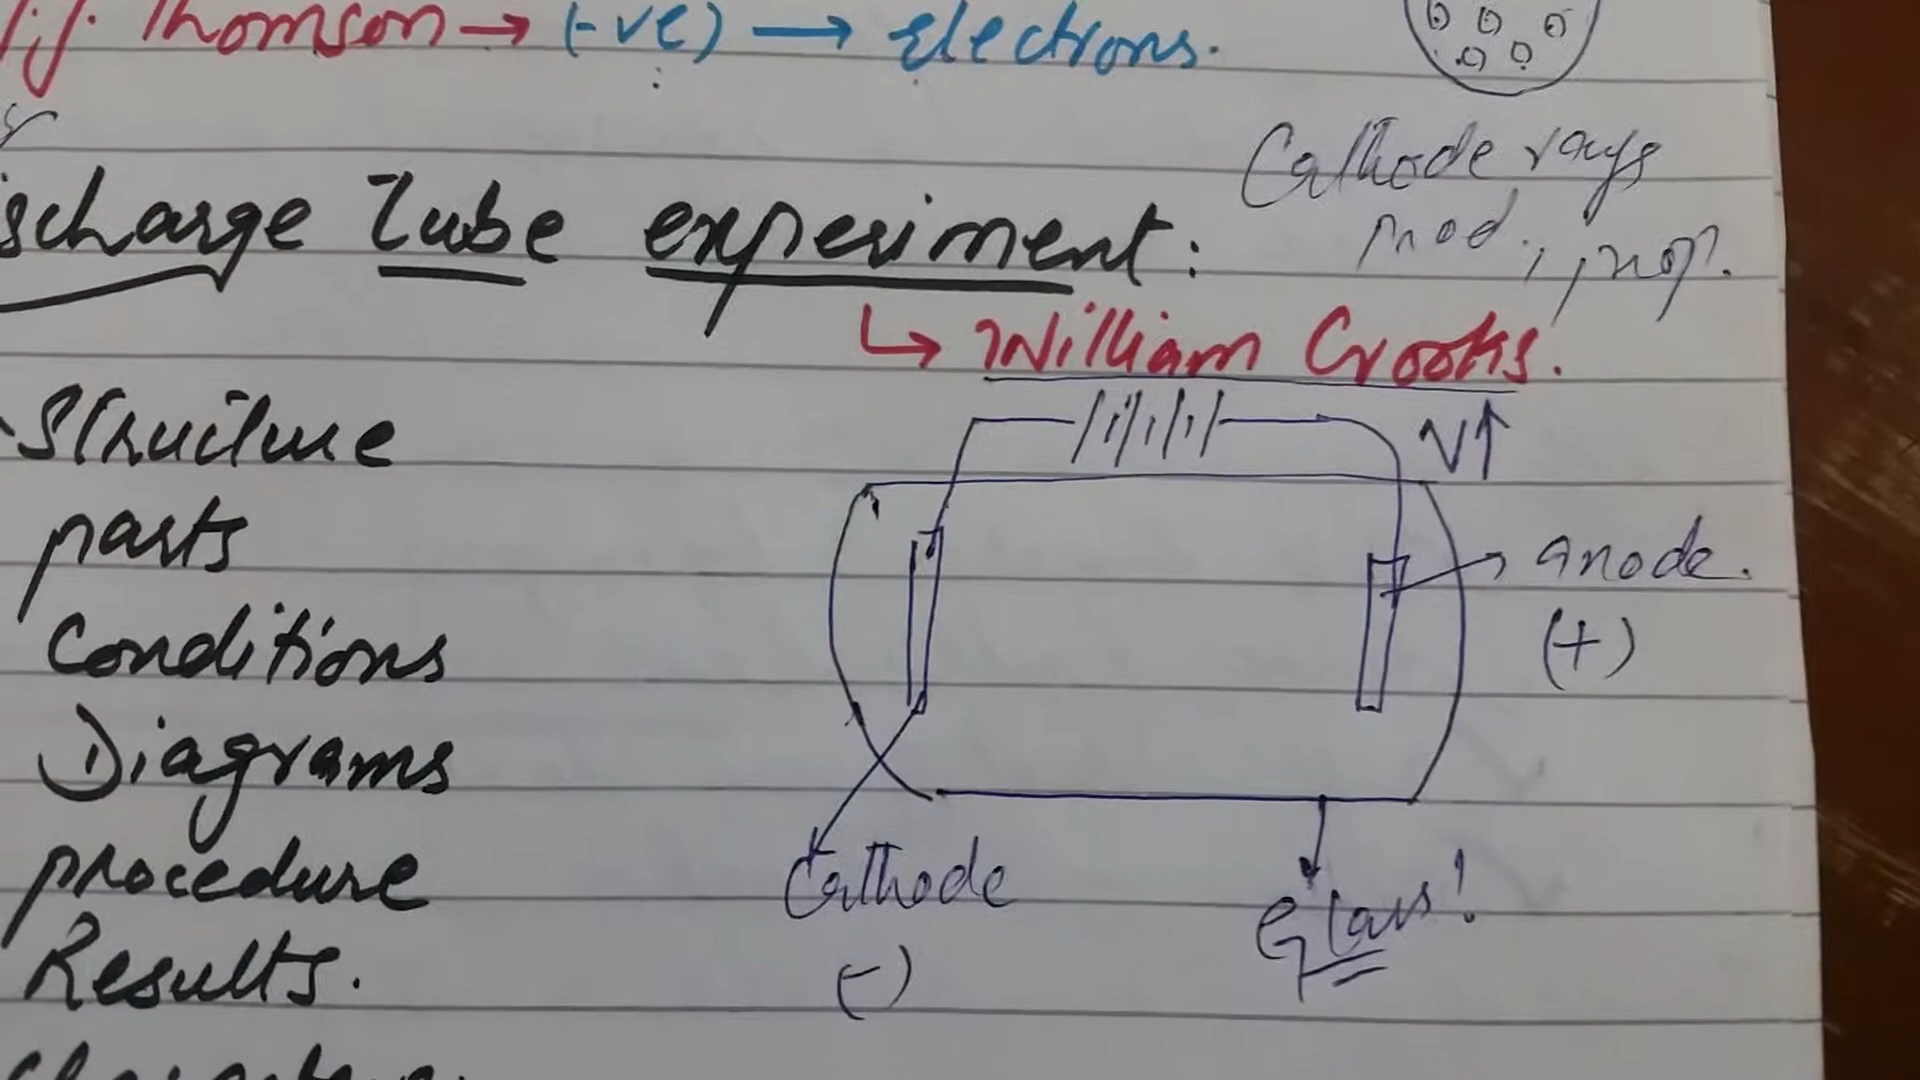 J.J. Thomson → (-ve) → Electrons.
scharge Tube experiment:
Cathode rays
prod., prop.
↳ William Crooks.
Structure
parts
Conditions
Diagrams
procedure
Results.
V↑
anode.
(+)
Cathode
(-)
Glass!